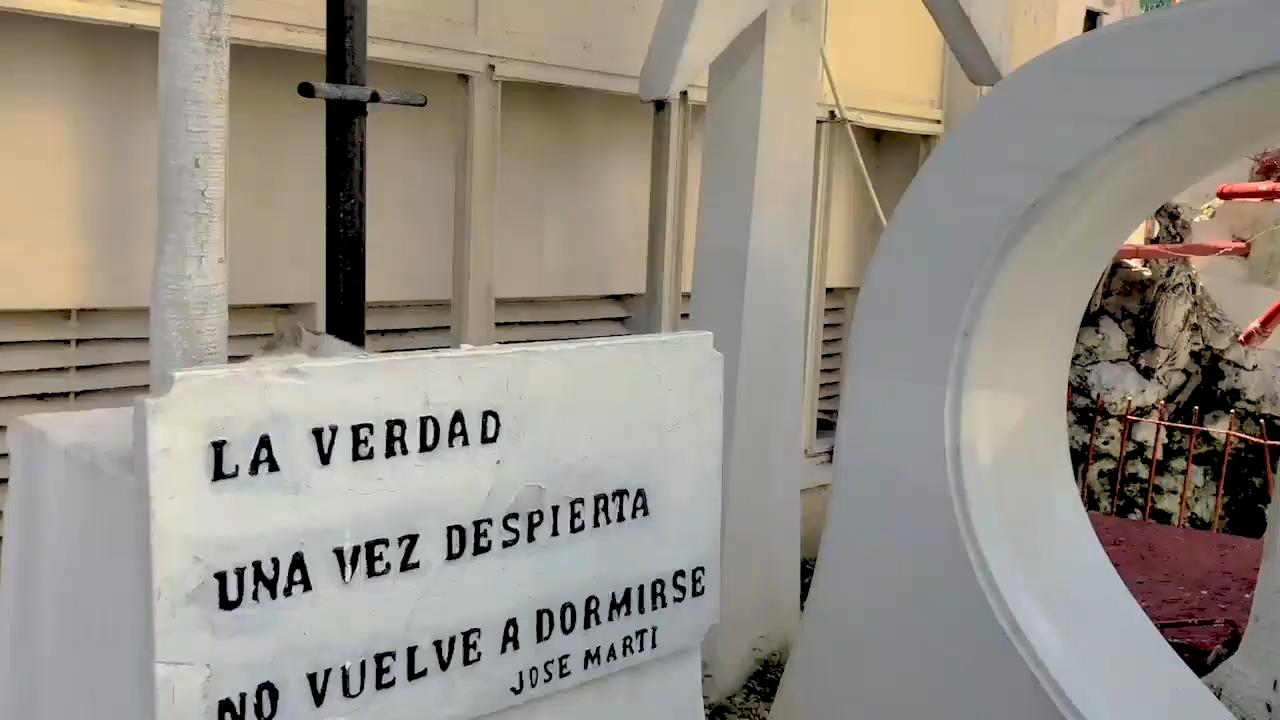 LA VERDAD
UNA VEZ DESPIERTA
NO VUELVE A DORMIRSE
JOSE MARTI